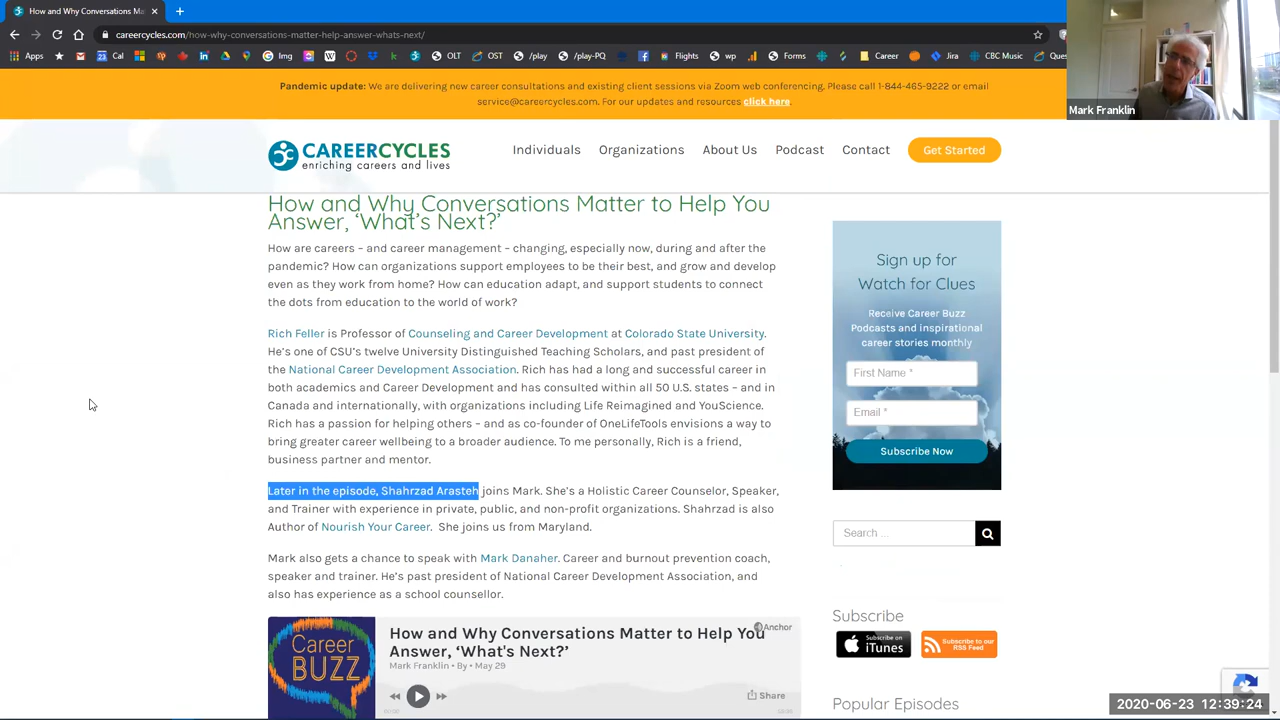 How and Why Conversations Ma
careercycles.com/how-why-conversations-matter-help-answer-whats-next/
Apps
Cal
Img
OLT
OST
/play
/play-PQ
Flights
wp
Forms
Career
Jira
CBC Music
Ques
Mark Franklin
Pandemic update: We are delivering new career consultations and existing client sessions via Zoom web conferencing. Please call 1-844-465-9222 or email
service@careercycles.com. For our updates and resources click here.
CAREERCYCLES
enriching careers and lives
Individuals
Organizations
About Us
Podcast
Contact
Get Started
How and Why Conversations Matter to Help You
Answer, ‘What’s Next?’
How are careers – and career management – changing, especially now, during and after the
pandemic? How can organizations support employees to be their best, and grow and develop
even as they work from home? How can education adapt, and support students to connect
the dots from education to the world of work?
Rich Feller is Professor of Counseling and Career Development at Colorado State University.
He’s one of CSU’s twelve University Distinguished Teaching Scholars, and past president of
the National Career Development Association. Rich has had a long and successful career in
both academics and Career Development and has consulted within all 50 U.S. states – and in
Canada and internationally, with organizations including Life Reimagined and YouScience.
Rich has a passion for helping others – and as co-founder of OneLifeTools envisions a way to
bring greater career wellbeing to a broader audience. To me personally, Rich is a friend,
business partner and mentor.
Later in the episode, Shahrzad Arasteh joins Mark. She’s a Holistic Career Counselor, Speaker,
and Trainer with experience in private, public, and non-profit organizations. Shahrzad is also
Author of Nourish Your Career. She joins us from Maryland.
Mark also gets a chance to speak with Mark Danaher. Career and burnout prevention coach,
speaker and trainer. He’s past president of National Career Development Association, and
also has experience as a school counsellor.
Career
BUZZ
How and Why Conversations Matter to Help You
Answer, ‘What’s Next?’
Mark Franklin • By • May 29
Anchor
Share
Sign up for
Watch for Clues
Receive Career Buzz
Podcasts and inspirational
career stories monthly
First Name *
Email *
Subscribe Now
Search ...
Subscribe
Subscribe on
iTunes
Subscribe to our
RSS Feed
Popular Episodes
2020-06-23 12:39:24